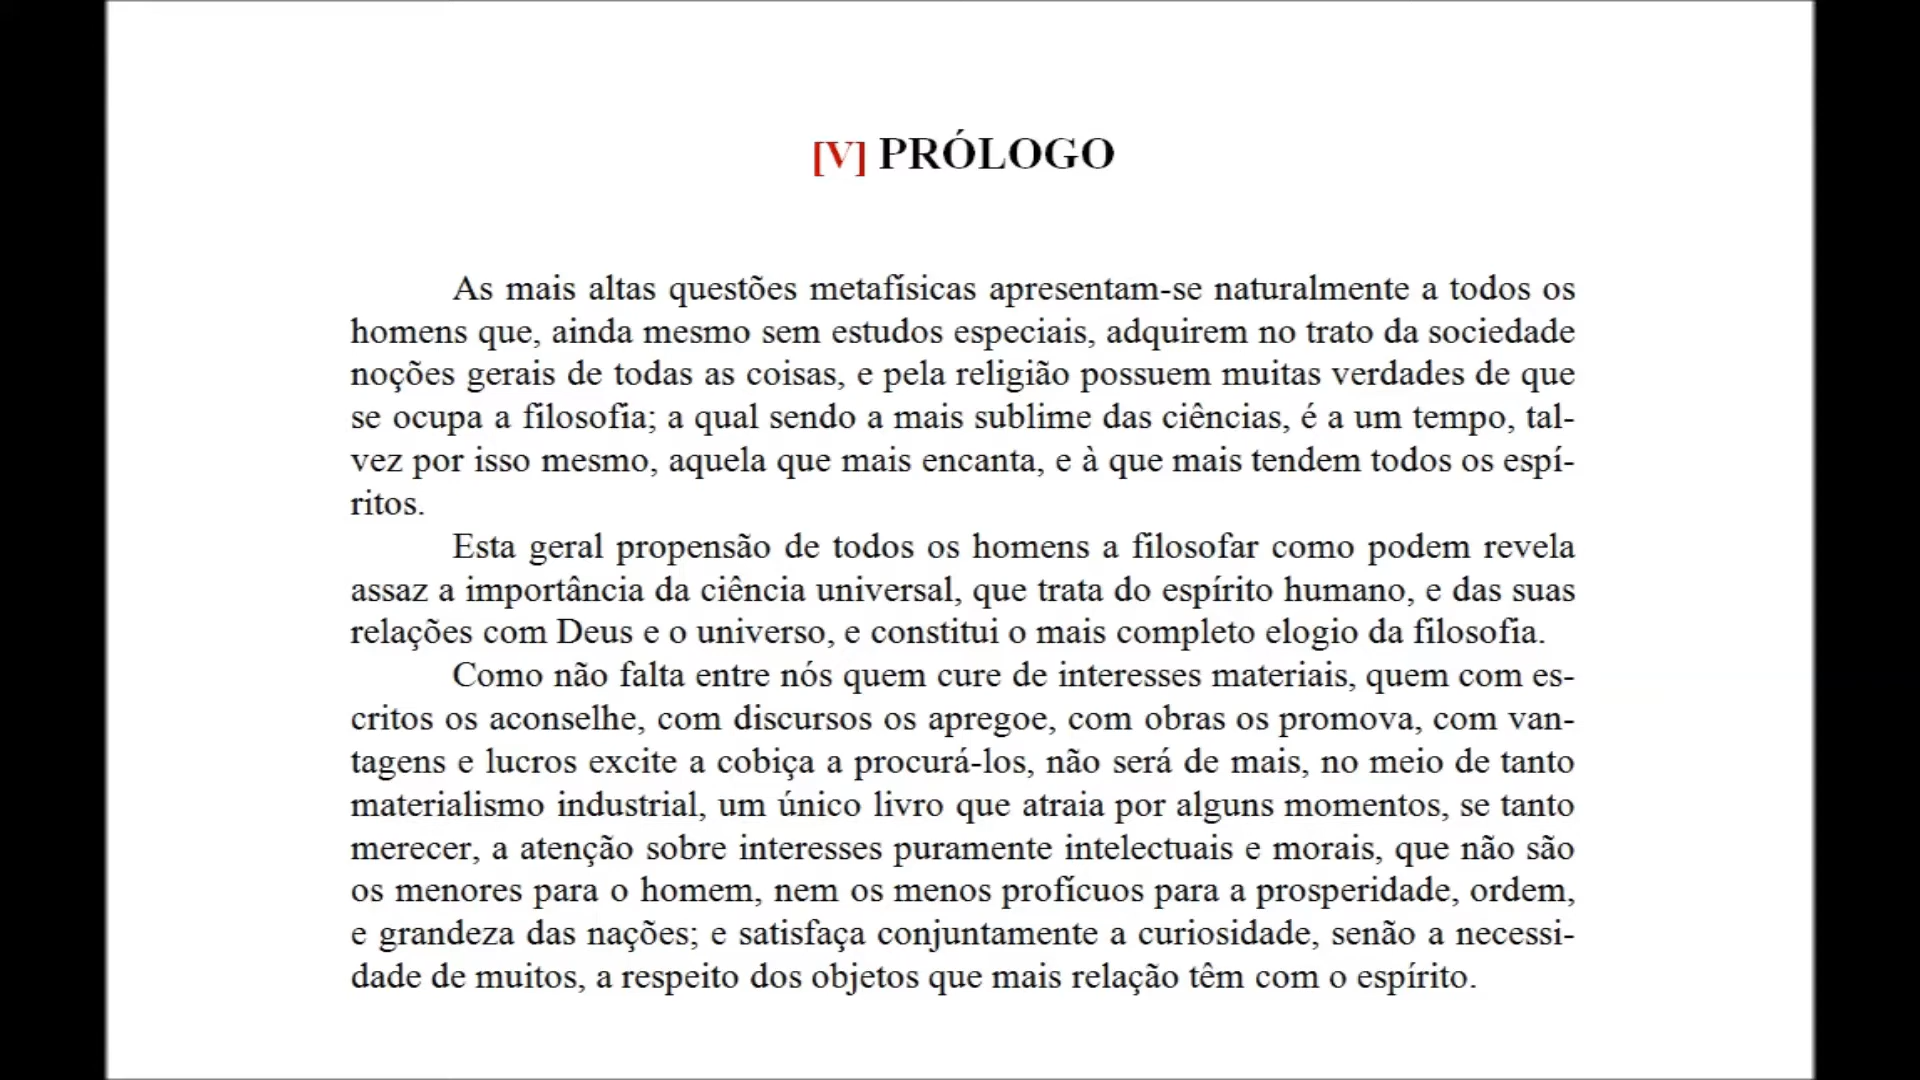 [V] PRÓLOGO
As mais altas questões metafísicas apresentam-se naturalmente a todos os
homens que, ainda mesmo sem estudos especiais, adquirem no trato da sociedade
noções gerais de todas as coisas, e pela religião possuem muitas verdades de que
se ocupa a filosofia; a qual sendo a mais sublime das ciências, é a um tempo, tal-
vez por isso mesmo, aquela que mais encanta, e à que mais tendem todos os espí-
ritos.
Esta geral propensão de todos os homens a filosofar como podem revela
assaz a importância da ciência universal, que trata do espírito humano, e das suas
relações com Deus e o universo, e constitui o mais completo elogio da filosofia.
Como não falta entre nós quem cure de interesses materiais, quem com es-
critos os aconselhe, com discursos os apregoe, com obras os promova, com van-
tagens e lucros excite a cobiça a procurá-los, não será de mais, no meio de tanto
materialismo industrial, um único livro que atraia por alguns momentos, se tanto
merecer, a atenção sobre interesses puramente intelectuais e morais, que não são
os menores para o homem, nem os menos profícuos para a prosperidade, ordem,
e grandeza das nações; e satisfaça conjuntamente a curiosidade, senão a necessi-
dade de muitos, a respeito dos objetos que mais relação têm com o espírito.